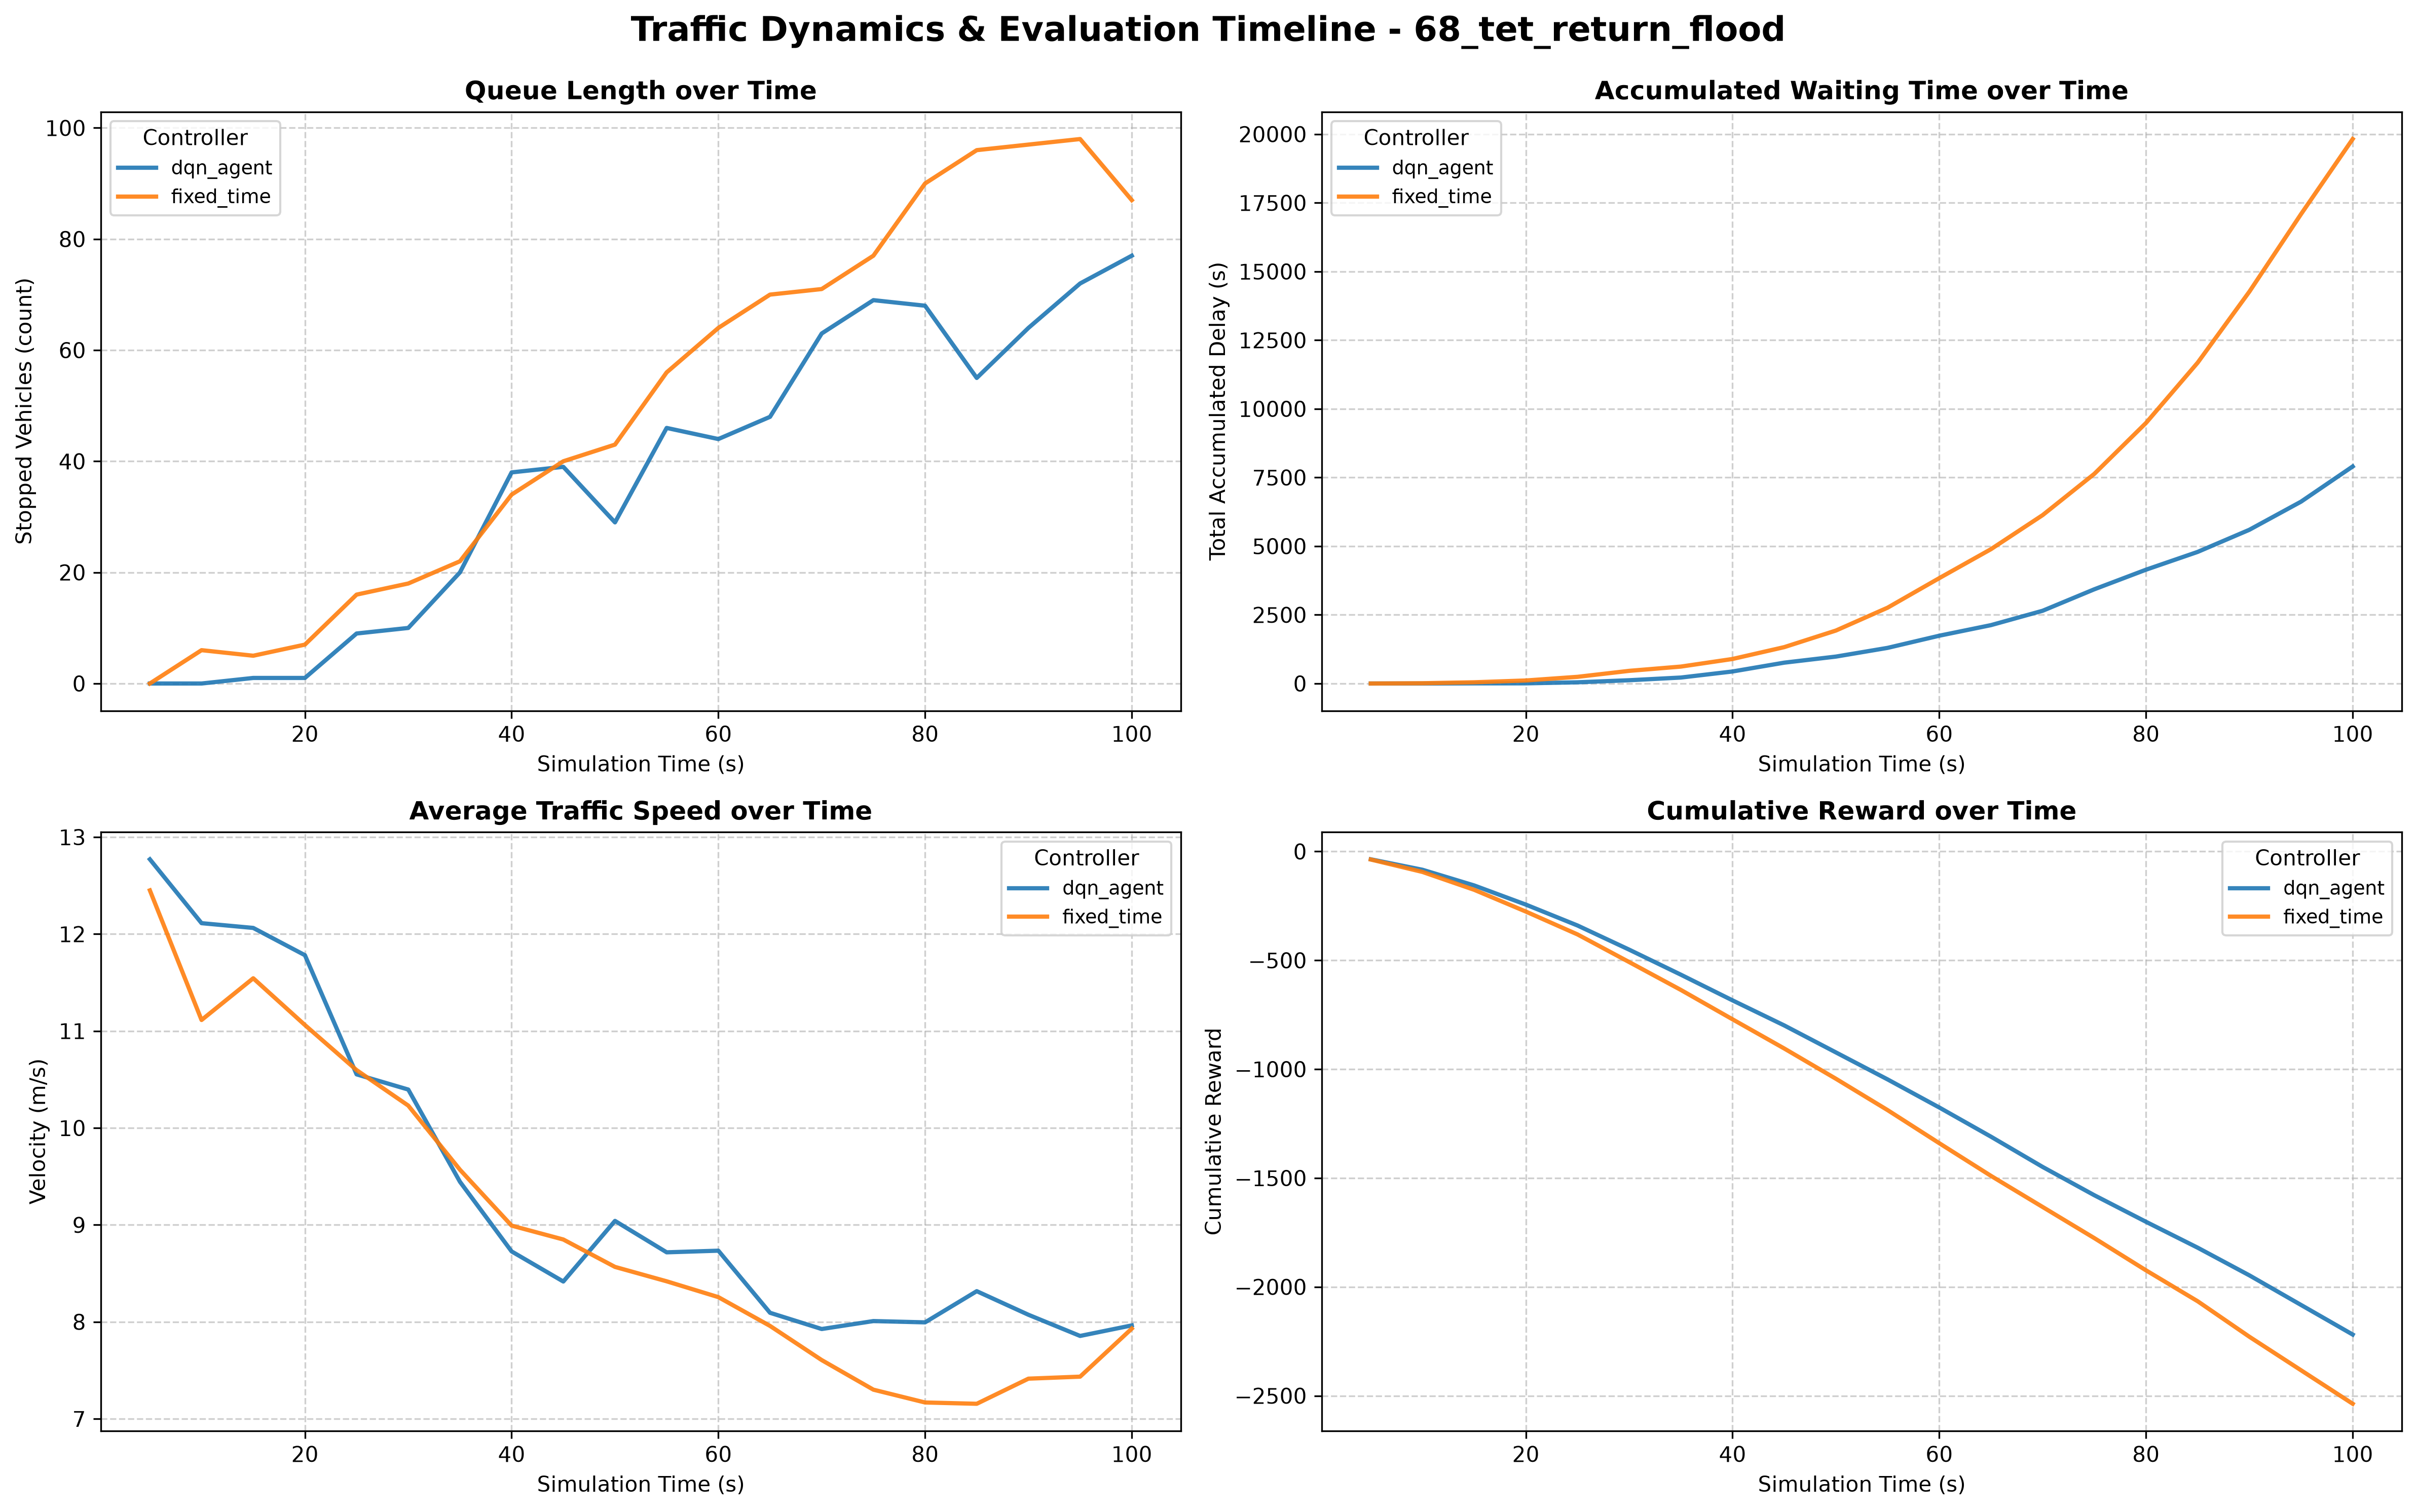 Traffic Dynamics & Evaluation Timeline - 68_tet_return_flood
Queue Length over Time
Controller
dqn_agent
fixed_time
100
80
60
40
20
0
Stopped Vehicles (count)
20 40 60 80 100
Simulation Time (s)
Accumulated Waiting Time over Time
Controller
dqn_agent
fixed_time
20000
17500
15000
12500
10000
7500
5000
2500
0
Total Accumulated Delay (s)
20 40 60 80 100
Simulation Time (s)
Average Traffic Speed over Time
Controller
dqn_agent
fixed_time
13
12
11
10
9
8
7
Velocity (m/s)
20 40 60 80 100
Simulation Time (s)
Cumulative Reward over Time
Controller
dqn_agent
fixed_time
0
−500
−1000
−1500
−2000
−2500
Cumulative Reward
20 40 60 80 100
Simulation Time (s)